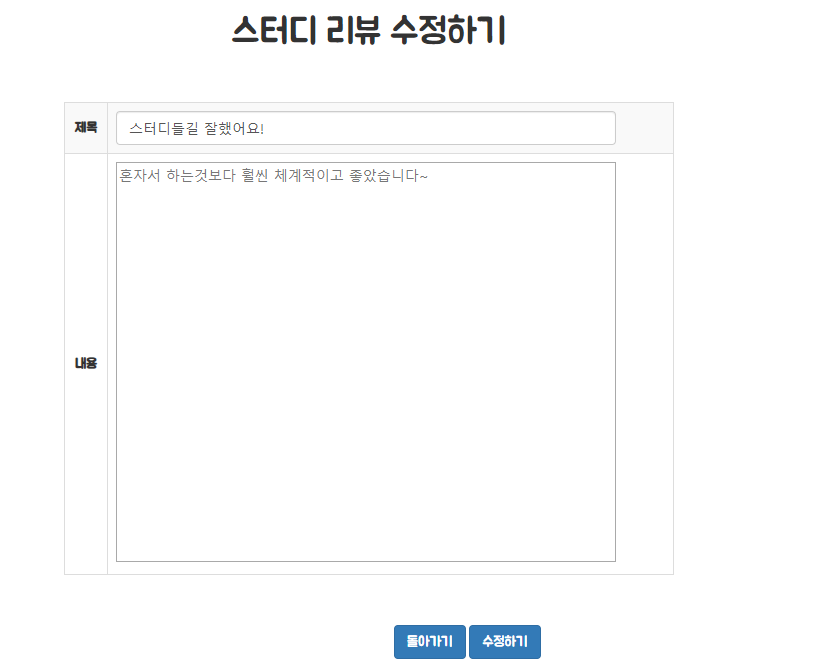 스터디 리뷰 수정하기
제목
스터디들길 잘했어요!
내용
혼자서 하는것보다 훨씬 체계적이고 좋았습니다~
돌아가기
수정하기